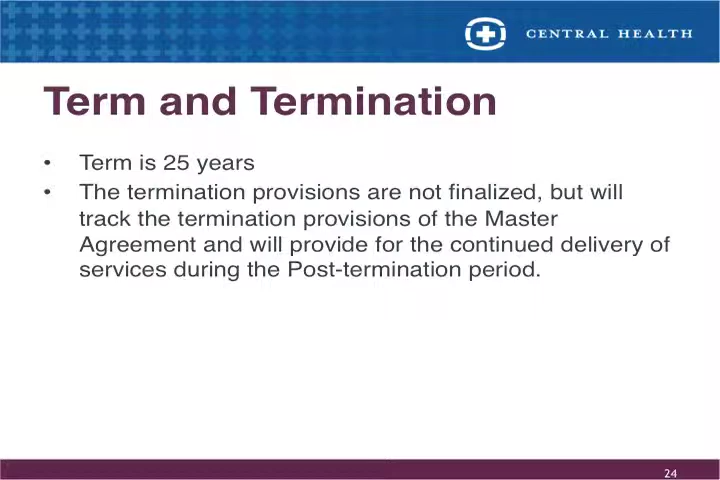 CENTRAL HEALTH
Term and Termination
• Term is 25 years
• The termination provisions are not finalized, but will
track the termination provisions of the Master
Agreement and will provide for the continued delivery of
services during the Post-termination period.
24